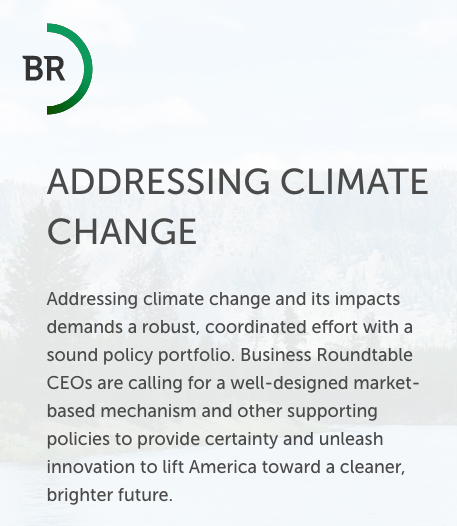 BR
ADDRESSING CLIMATE
CHANGE
Addressing climate change and its impacts
demands a robust, coordinated effort with a
sound policy portfolio. Business Roundtable
CEOs are calling for a well-designed market-
based mechanism and other supporting
policies to provide certainty and unleash
innovation to lift America toward a cleaner,
brighter future.